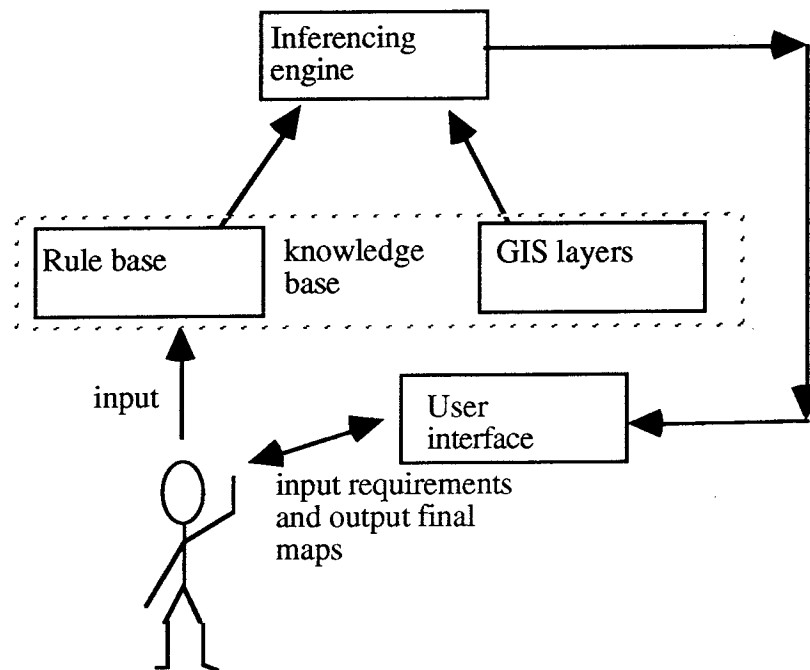 Inferencing
engine
Rule base
knowledge
base
GIS layers
input
User
interface
input requirements
and output final
maps